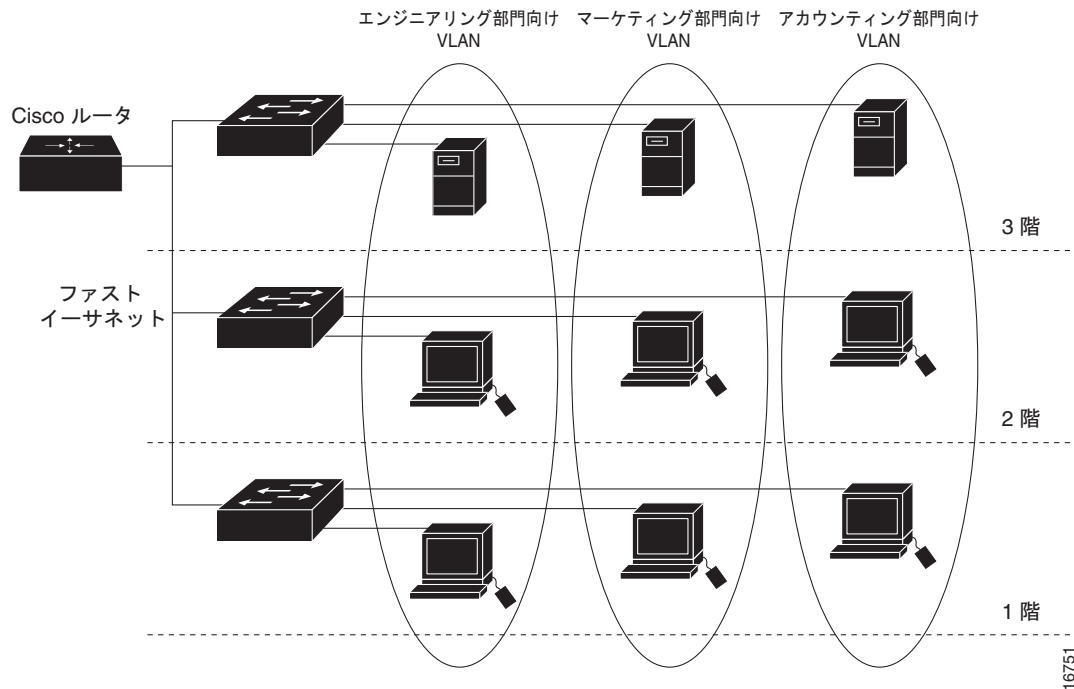 エンジニアリング部門向け
VLAN
マーケティング部門向け
VLAN
アカウンティング部門向け
VLAN
Cisco ルータ
3 階
ファスト
イーサネット
2 階
1 階
16751